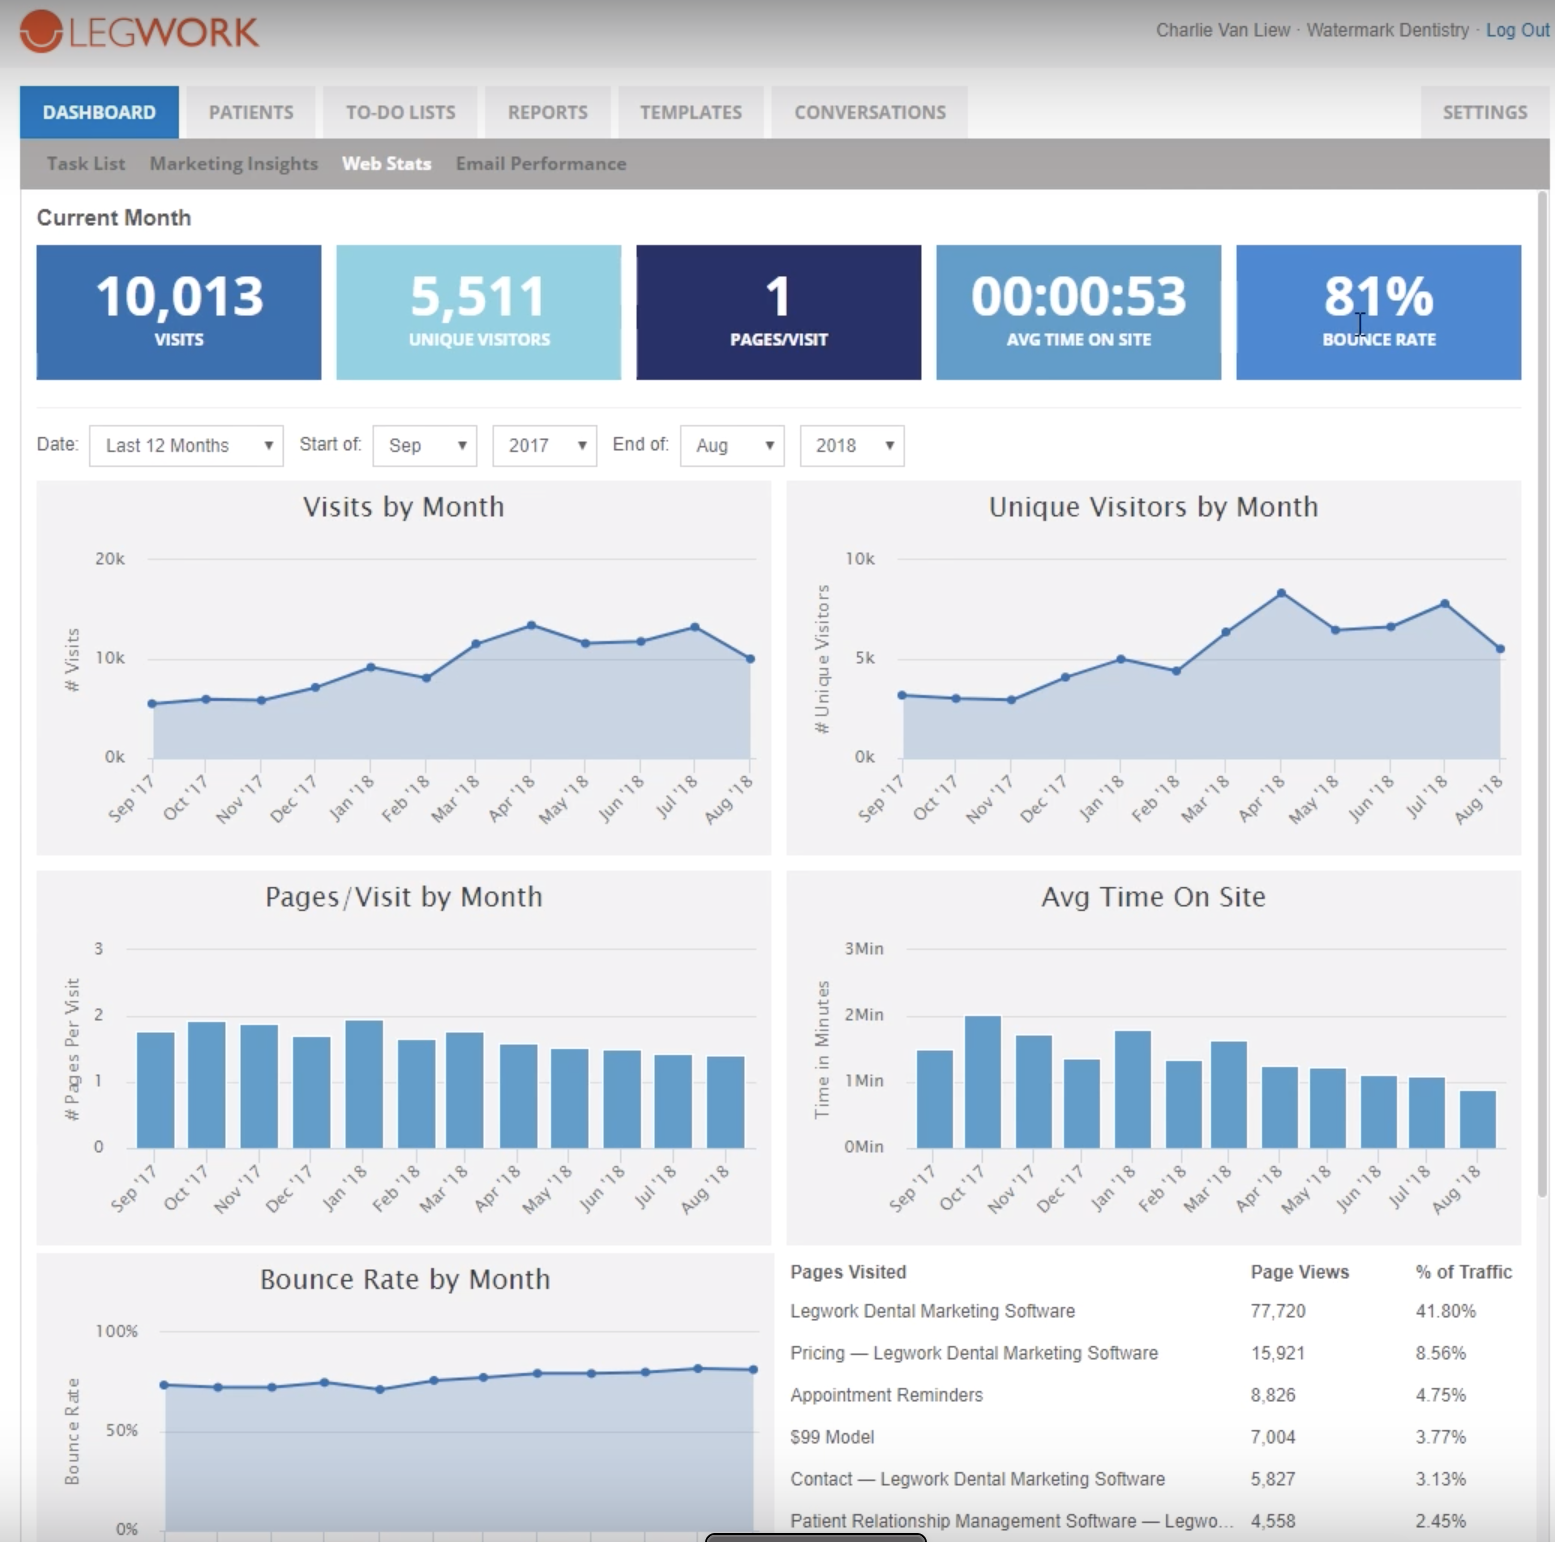 LEGWORK
Charlie Van Liew · Watermark Dentistry · Log Out
DASHBOARD PATIENTS TO-DO LISTS REPORTS TEMPLATES CONVERSATIONS SETTINGS
Task List Marketing Insights Web Stats Email Performance
Current Month
10,013 5,511 1 00:00:53 81%
VISITS UNIQUE VISITORS PAGES/VISIT AVG TIME ON SITE BOUNCE RATE
Date: Last 12 Months Start of: Sep 2017 End of: Aug 2018
Visits by Month
# Visits
20k
10k
0k
Sep '17 Oct '17 Nov '17 Dec '17 Jan '18 Feb '18 Mar '18 Apr '18 May '18 Jun '18 Jul '18 Aug '18
Unique Visitors by Month
# Unique Visitors
10k
5k
0k
Sep '17 Oct '17 Nov '17 Dec '17 Jan '18 Feb '18 Mar '18 Apr '18 May '18 Jun '18 Jul '18 Aug '18
Pages/Visit by Month
# Pages Per Visit
3
2
1
0
Sep '17 Oct '17 Nov '17 Dec '17 Jan '18 Feb '18 Mar '18 Apr '18 May '18 Jun '18 Jul '18 Aug '18
Avg Time On Site
Time in Minutes
3Min
2Min
1Min
0Min
Sep '17 Oct '17 Nov '17 Dec '17 Jan '18 Feb '18 Mar '18 Apr '18 May '18 Jun '18 Jul '18 Aug '18
Bounce Rate by Month
Bounce Rate
100%
50%
0%
Pages Visited Page Views % of Traffic
Legwork Dental Marketing Software 77,720 41.80%
Pricing — Legwork Dental Marketing Software 15,921 8.56%
Appointment Reminders 8,826 4.75%
$99 Model 7,004 3.77%
Contact — Legwork Dental Marketing Software 5,827 3.13%
Patient Relationship Management Software — Legwo... 4,558 2.45%